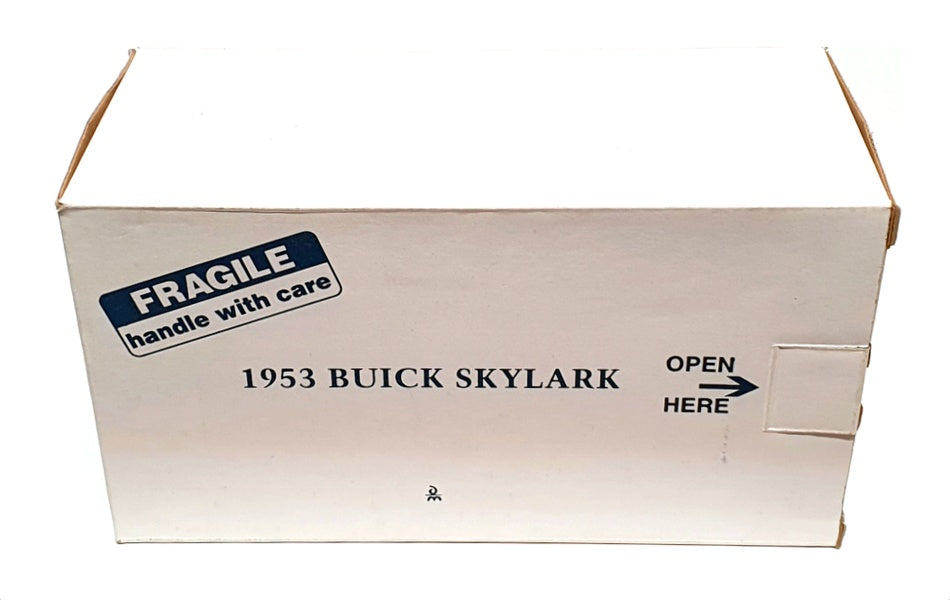 FRAGILE
handle with care
1953 BUICK SKYLARK
OPEN
HERE